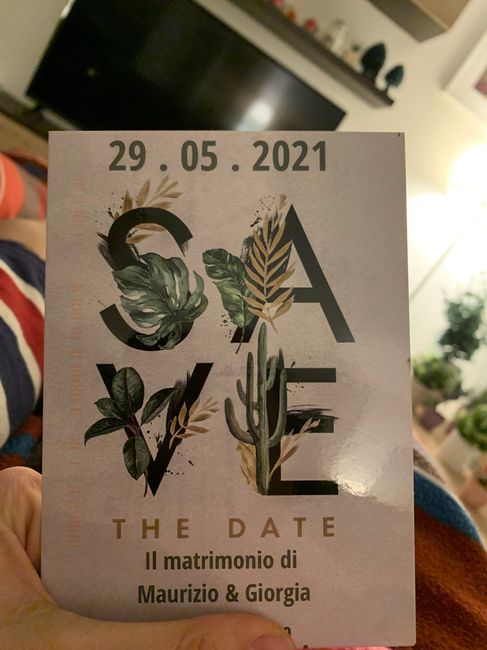 29 . 05 . 2021
SA
VE
THE DATE
Il matrimonio di
Maurizio & Giorgia